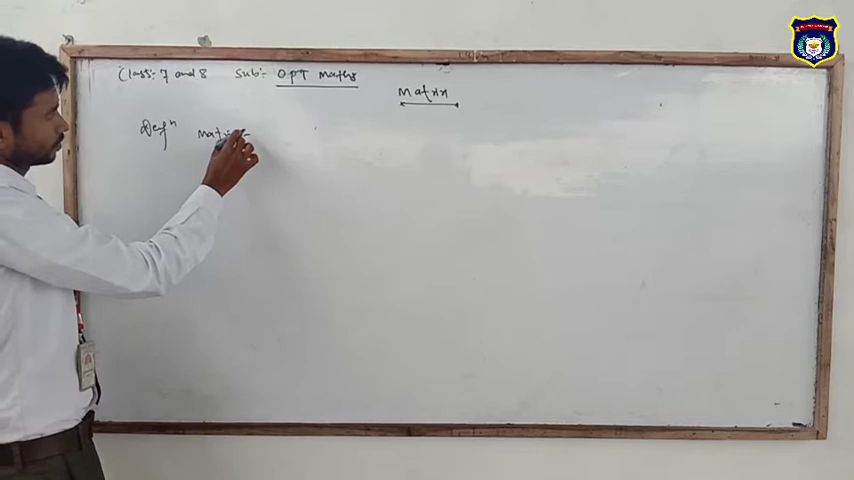 Class:- 7 and 8 Sub:- OPT Maths
Matrix
Defⁿ